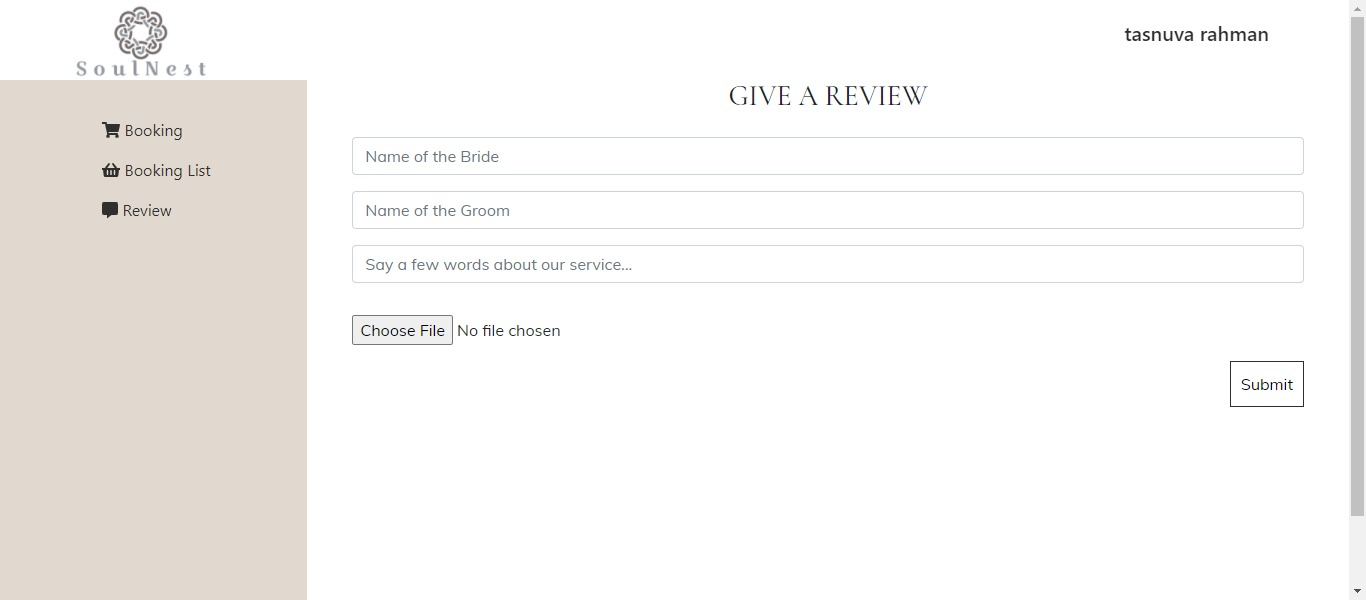 SoulNest
tasnuva rahman
Booking
Booking List
Review
GIVE A REVIEW
Name of the Bride
Name of the Groom
Say a few words about our service...
Choose File No file chosen
Submit